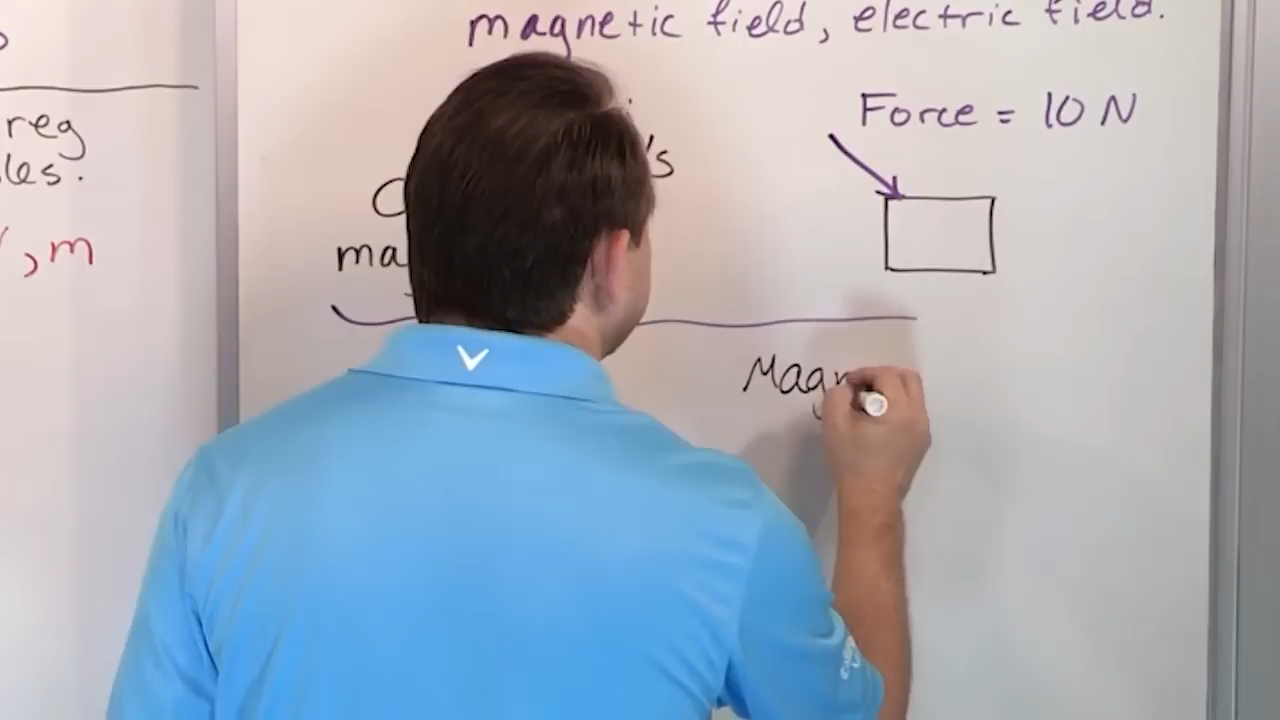 magnetic field, electric field.
Force = 10 N
reg
les.
's
ma
, m
Mag